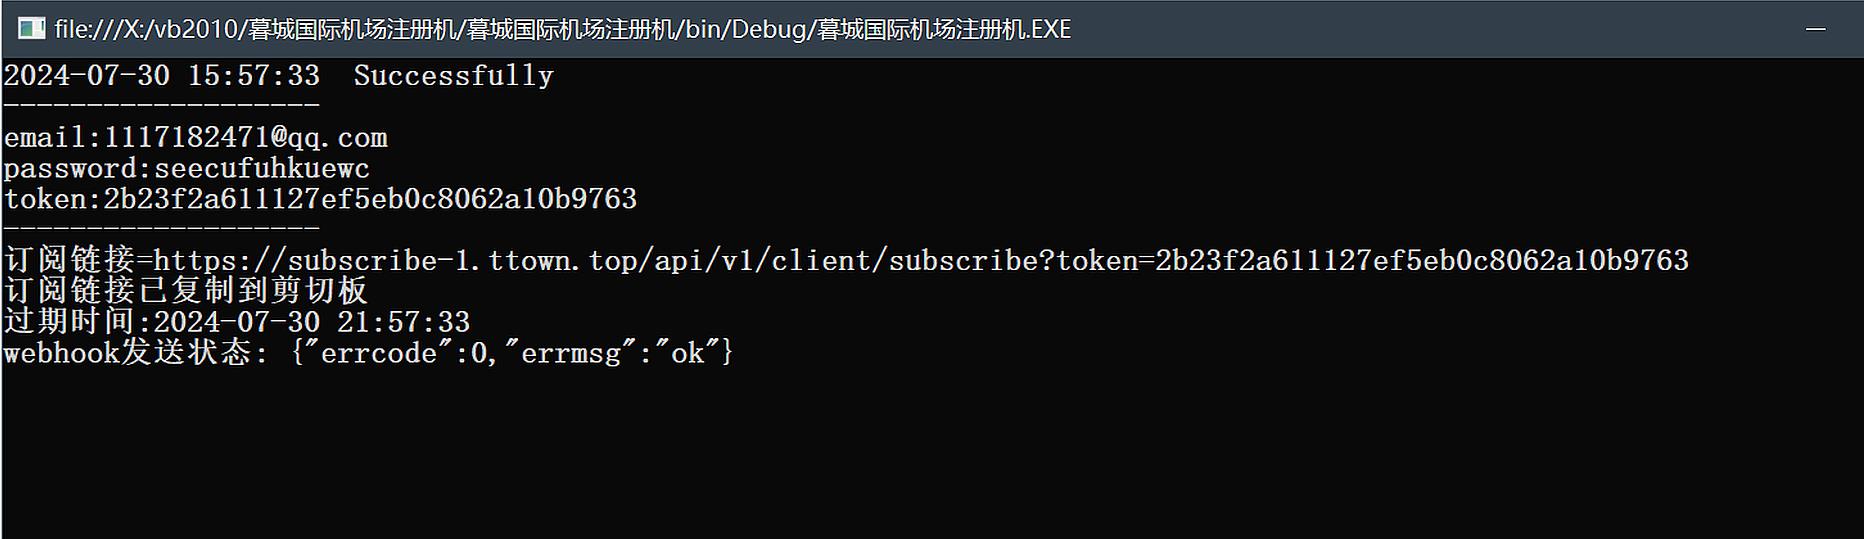 file:///X:/vb2010/暮城国际机场注册机/暮城国际机场注册机/bin/Debug/暮城国际机场注册机.EXE
2024-07-30 15:57:33  Successfully
-------------------
email:1117182471@qq.com
password:seecufuhkuewc
token:2b23f2a611127ef5eb0c8062a10b9763
-------------------
订阅链接=https://subscribe-1.ttown.top/api/v1/client/subscribe?token=2b23f2a611127ef5eb0c8062a10b9763
订阅链接已复制到剪切板
过期时间:2024-07-30 21:57:33
webhook发送状态: {"errcode":0,"errmsg":"ok"}